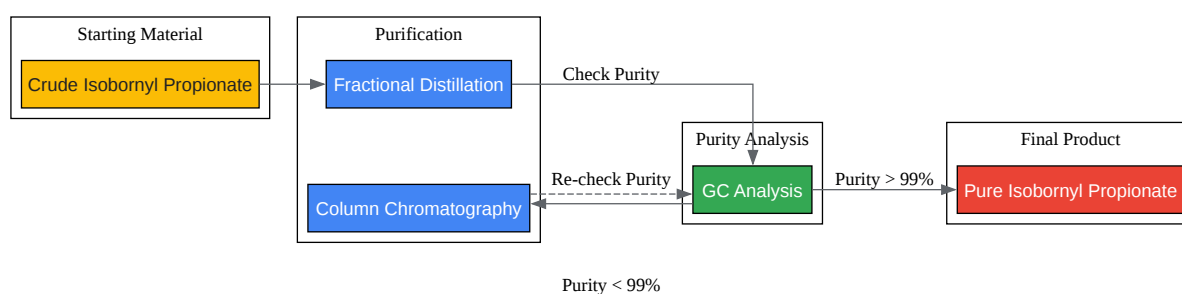 Starting Material
Crude Isobornyl Propionate
Purification
Fractional Distillation
Check Purity
Column Chromatography
Re-check Purity
Purity Analysis
GC Analysis
Purity > 99%
Final Product
Pure Isobornyl Propionate
Purity < 99%